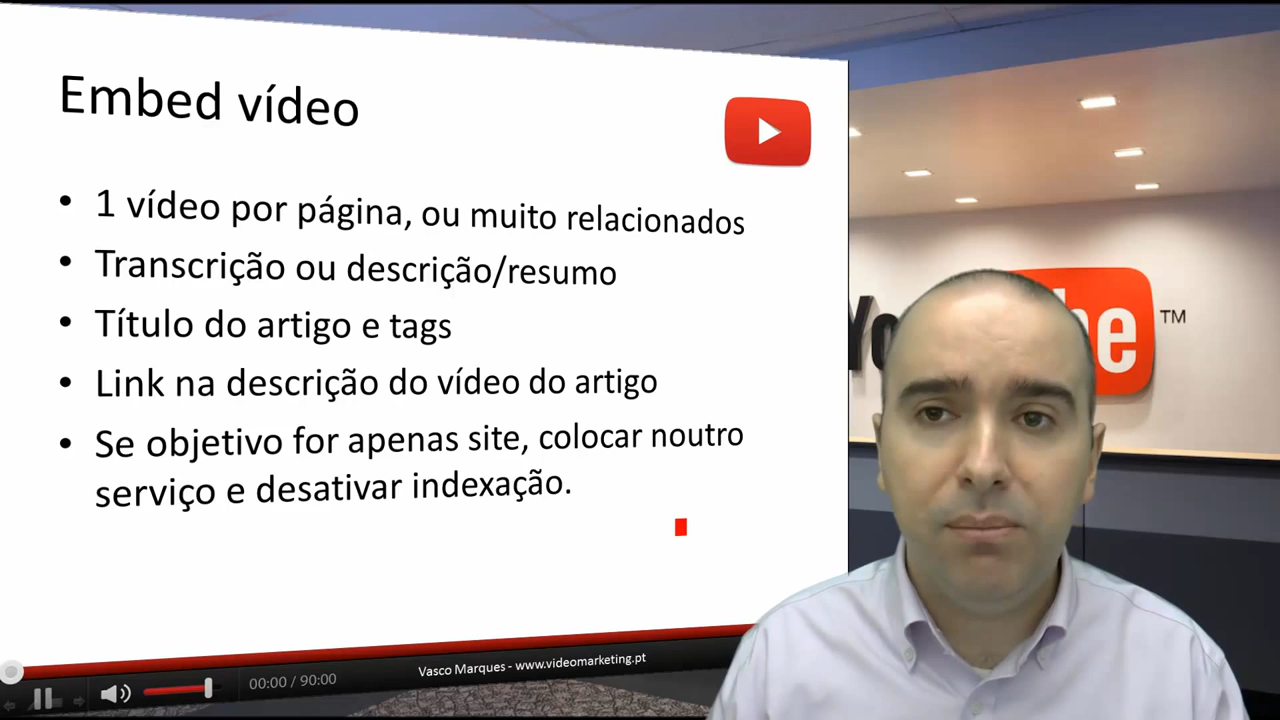 Embed vídeo
• 1 vídeo por página, ou muito relacionados
• Transcrição ou descrição/resumo
• Título do artigo e tags
• Link na descrição do vídeo do artigo
• Se objetivo for apenas site, colocar noutro
serviço e desativar indexação.
Yo be TM
Vasco Marques - www.videomarketing.pt
00:00 / 90:00